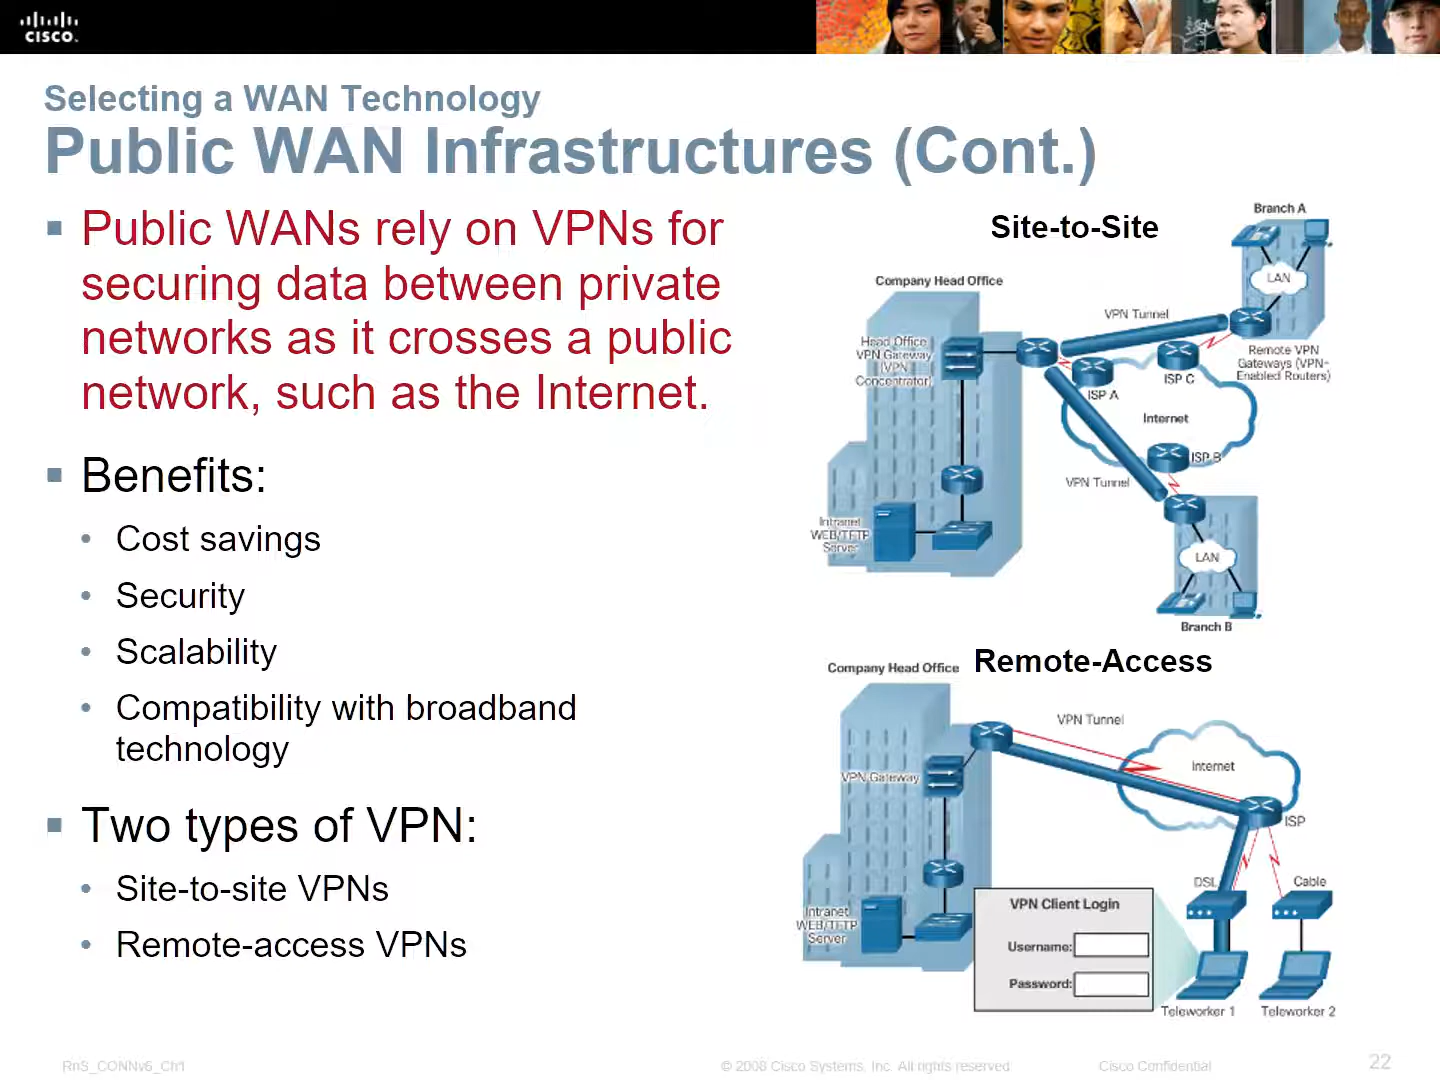 CISCO
Selecting a WAN Technology
Public WAN Infrastructures (Cont.)
▪ Public WANs rely on VPNs for
securing data between private
networks as it crosses a public
network, such as the Internet.
▪ Benefits:
• Cost savings
• Security
• Scalability
• Compatibility with broadband
technology
▪ Two types of VPN:
• Site-to-site VPNs
• Remote-access VPNs
Site-to-Site
Branch A
Company Head Office
LAN
VPN Tunnel
Head Office
VPN Gateway
(VPN
Concentrator)
Remote VPN
Gateways (VPN-
Enabled Routers)
ISP C
ISP A
Internet
ISP B
VPN Tunnel
Intranet
WEB/TFTP
Server
LAN
Branch B
Remote-Access
Company Head Office
VPN Tunnel
Internet
VPN Gateway
ISP
DSL
Cable
VPN Client Login
Username:
Password:
Intranet
WEB/TFTP
Server
Teleworker 1
Teleworker 2
RnS_CONNv6_Ch1
© 2008 Cisco Systems, Inc. All rights reserved
Cisco Confidential
22